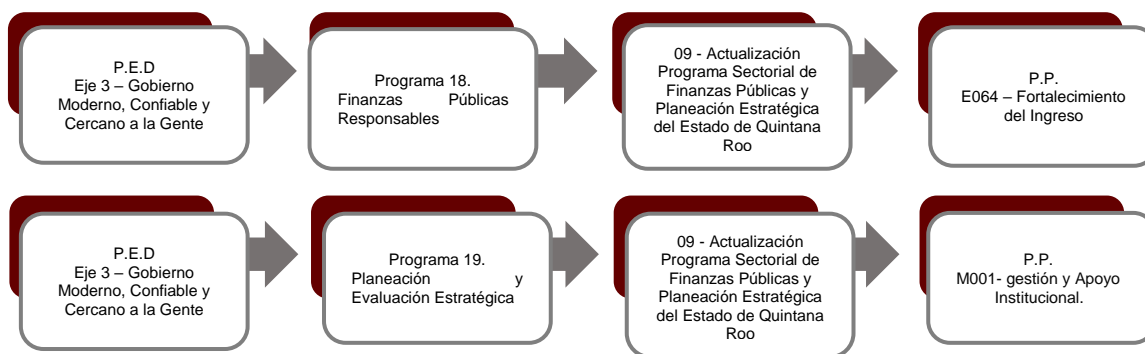 P.E.D
Eje 3 – Gobierno
Moderno, Confiable y
Cercano a la Gente
Programa 18.
Finanzas Públicas
Responsables
09 - Actualización
Programa Sectorial de
Finanzas Públicas y
Planeación Estratégica
del Estado de Quintana
Roo
P.P.
E064 – Fortalecimiento
del Ingreso
P.E.D
Eje 3 – Gobierno
Moderno, Confiable y
Cercano a la Gente
Programa 19.
Planeación y
Evaluación Estratégica
09 - Actualización
Programa Sectorial de
Finanzas Públicas y
Planeación Estratégica
del Estado de Quintana
Roo
P.P.
M001- gestión y Apoyo
Institucional.